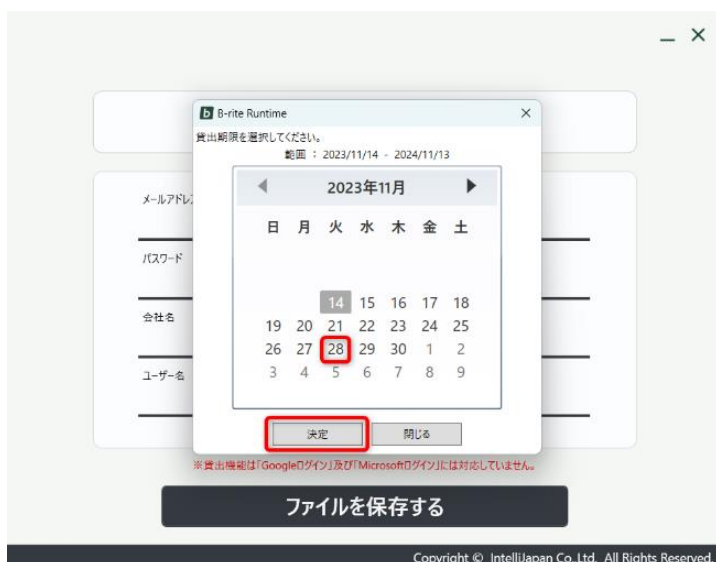 B-rite Runtime
貸出期限を選択してください。
範囲 ： 2023/11/14 - 2024/11/13
2023年11月
日 月 火 水 木 金 土
14 15 16 17 18
19 20 21 22 23 24 25
26 27 28 29 30 1 2
3 4 5 6 7 8 9
決定 閉じる
メールアドレ
パスワード
会社名
ユーザー名
※貸出機能は「Googleログイン」及び「Microsoftログイン」には対応していません。
ファイルを保存する
Copyright © IntelliJapan Co. Ltd. All Rights Reserved.